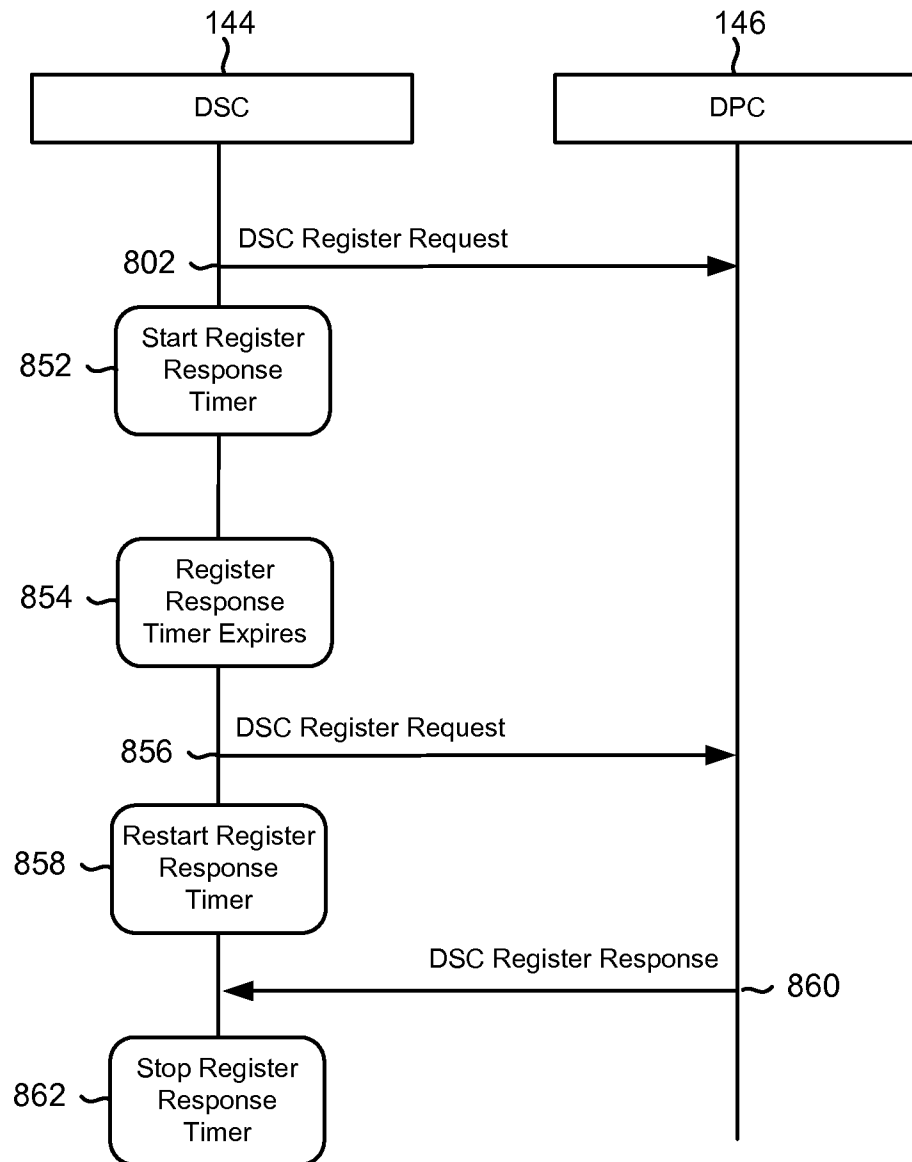 144
146
DSC
DPC
DSC Register Request
802
Start Register
Response
Timer
852
Register
Response
Timer Expires
854
DSC Register Request
856
Restart Register
Response
Timer
858
DSC Register Response
860
Stop Register
Response
Timer
862